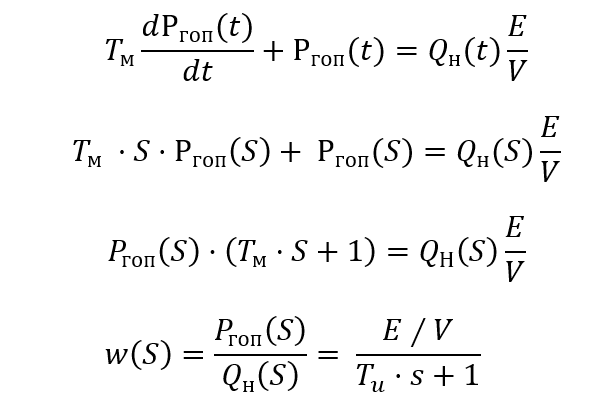 Tм dPгоп(t)/dt + Pгоп(t) = Qн(t) E/V
Tм · S · Pгоп(S) + Pгоп(S) = Qн(S) E/V
Pгоп(S) · (Tм · S + 1) = QН(S) E/V
w(S) = Pгоп(S)/Qн(S) = E / V/(Tи · s + 1)